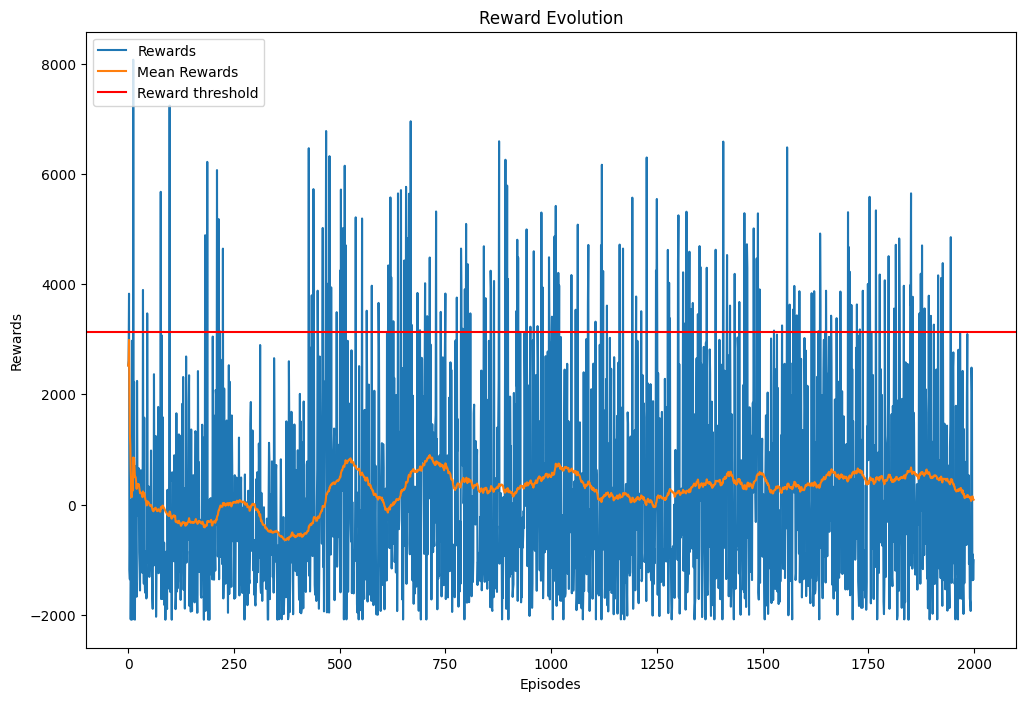 Reward Evolution
Rewards
Mean Rewards
Reward threshold
8000
6000
4000
2000
0
−2000
Rewards
0
250
500
750
1000
1250
1500
1750
2000
Episodes